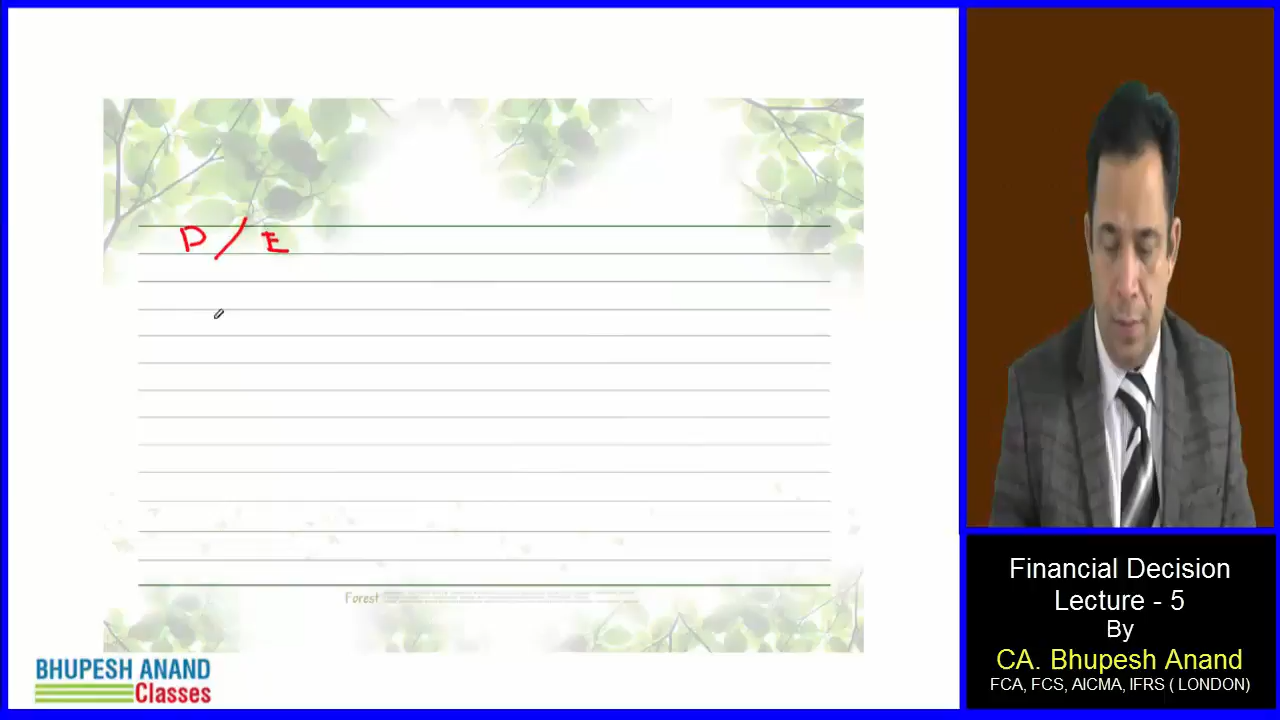 D/E
Forest
BHUPESH ANAND
Classes
Financial Decision
Lecture - 5
By
CA. Bhupesh Anand
FCA, FCS, AICMA, IFRS ( LONDON)